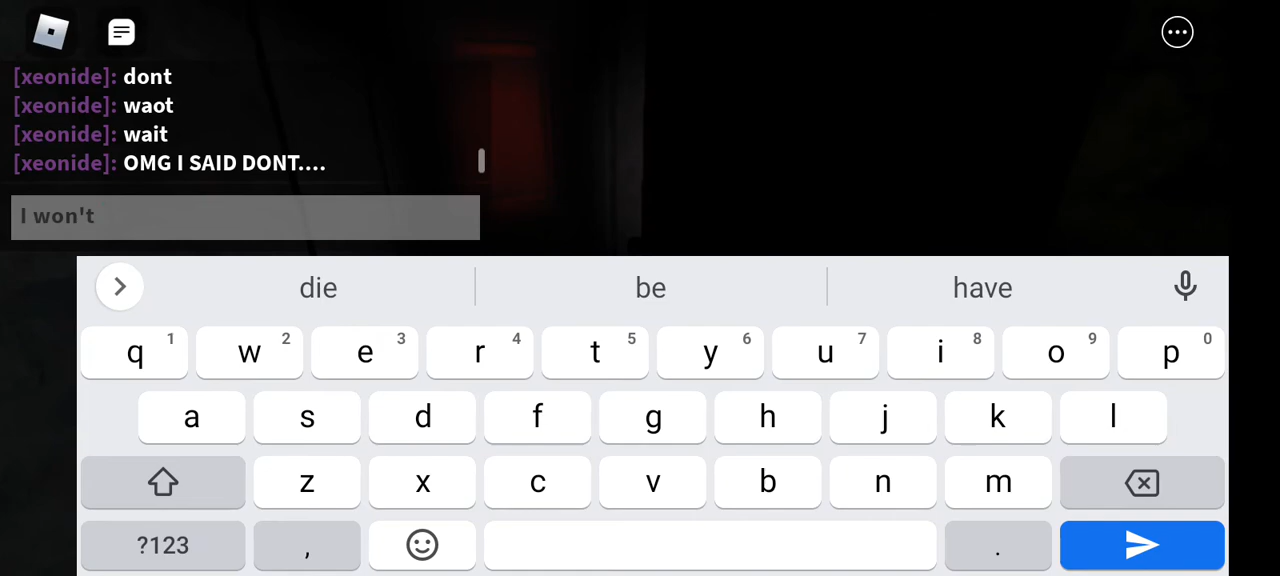 [xeonide]: dont
[xeonide]: waot
[xeonide]: wait
[xeonide]: OMG I SAID DONT....
I won't
die be have
q 1 w 2 e 3 r 4 t 5 y 6 u 7 i 8 o 9 p 0
a s d f g h j k l
z x c v b n m
?123 , .